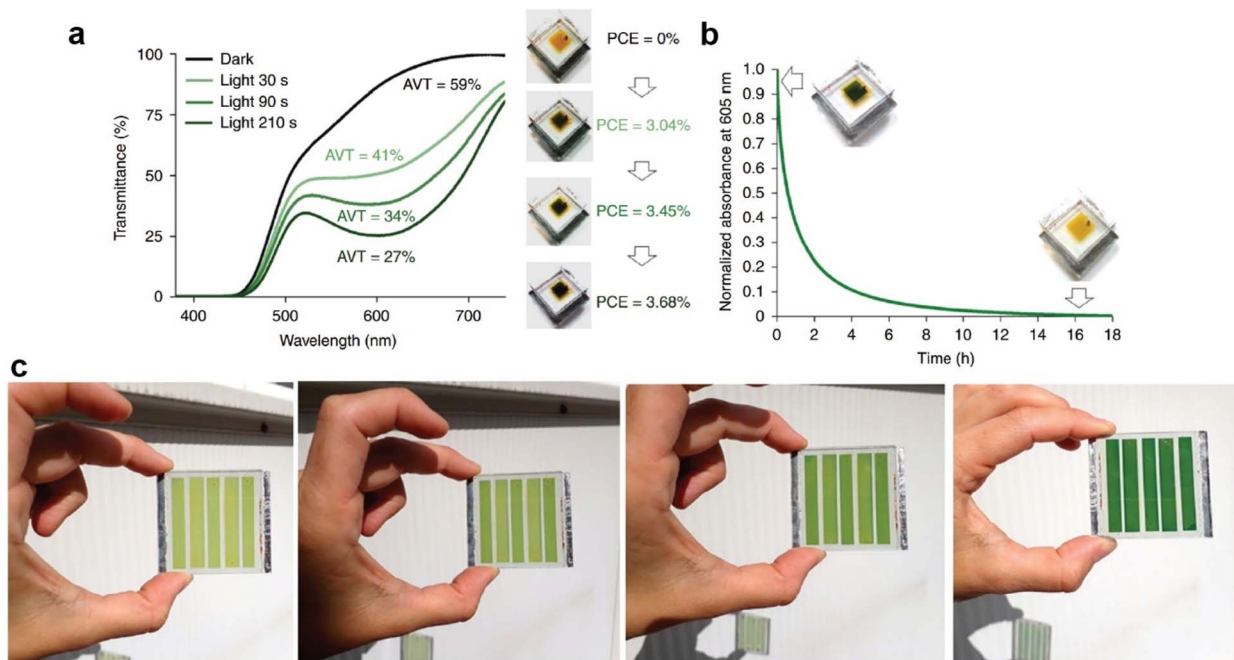 a
100
75
50
25
0
Transmittance (%)
Dark
Light 30 s
Light 90 s
Light 210 s
AVT = 59%
AVT = 41%
AVT = 34%
AVT = 27%
400
500
600
700
Wavelength (nm)
PCE = 0%
PCE = 3.04%
PCE = 3.45%
PCE = 3.68%
b
1.0
0.9
0.8
0.7
0.6
0.5
0.4
0.3
0.2
0.1
0
Normalized absorbance at 605 nm
0 2 4 6 8 10 12 14 16 18
Time (h)
c